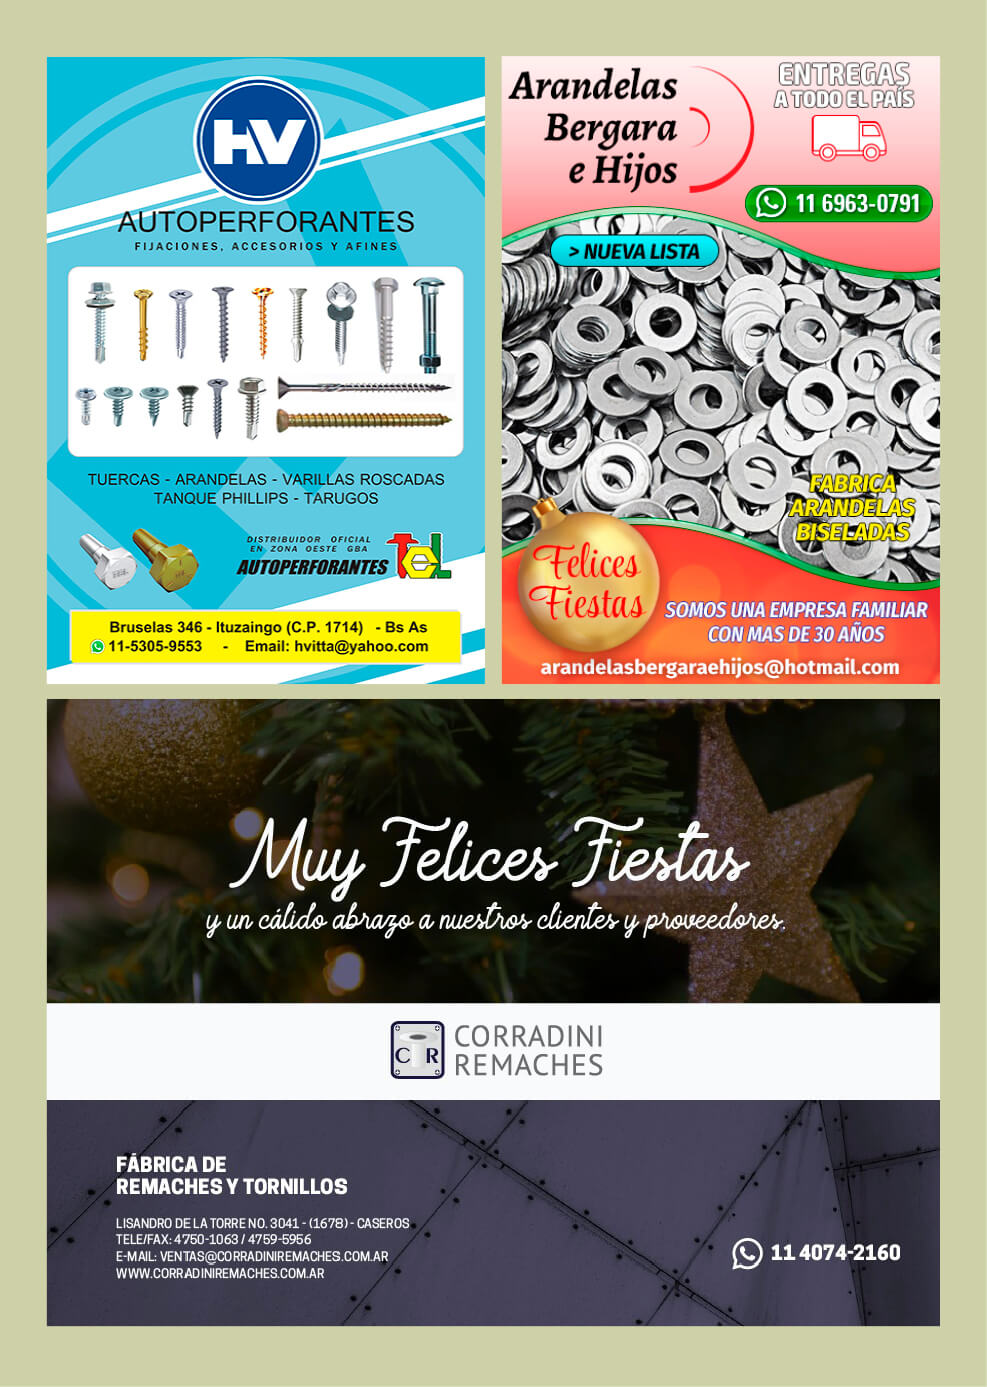 HV
AUTOPERFORANTES
FIJACIONES, ACCESORIOS Y AFINES
TUERCAS - ARANDELAS - VARILLAS ROSCADAS
TANQUE PHILLIPS - TARUGOS
DISTRIBUIDOR OFICIAL
EN ZONA OESTE GBA
AUTOPERFORANTES
tel
Bruselas 346 - Ituzaingo (C.P. 1714) - Bs As
11-5305-9553 - Email: hvitta@yahoo.com
Arandelas
Bergara
e Hijos
ENTREGAS
A TODO EL PAÍS
11 6963-0791
> NUEVA LISTA
FABRICA
ARANDELAS
BISELADAS
Felices
Fiestas
SOMOS UNA EMPRESA FAMILIAR
CON MAS DE 30 AÑOS
arandelasbergaraehijos@hotmail.com
Muy Felices Fiestas
y un cálido abrazo a nuestros clientes y proveedores.
C R
CORRADINI
REMACHES
FÁBRICA DE
REMACHES Y TORNILLOS
LISANDRO DE LA TORRE NO. 3041 - (1678) - CASEROS
TELE/FAX: 4750-1063 / 4759-5956
E-MAIL: VENTAS@CORRADINIREMACHES.COM.AR
WWW.CORRADINIREMACHES.COM.AR
11 4074-2160